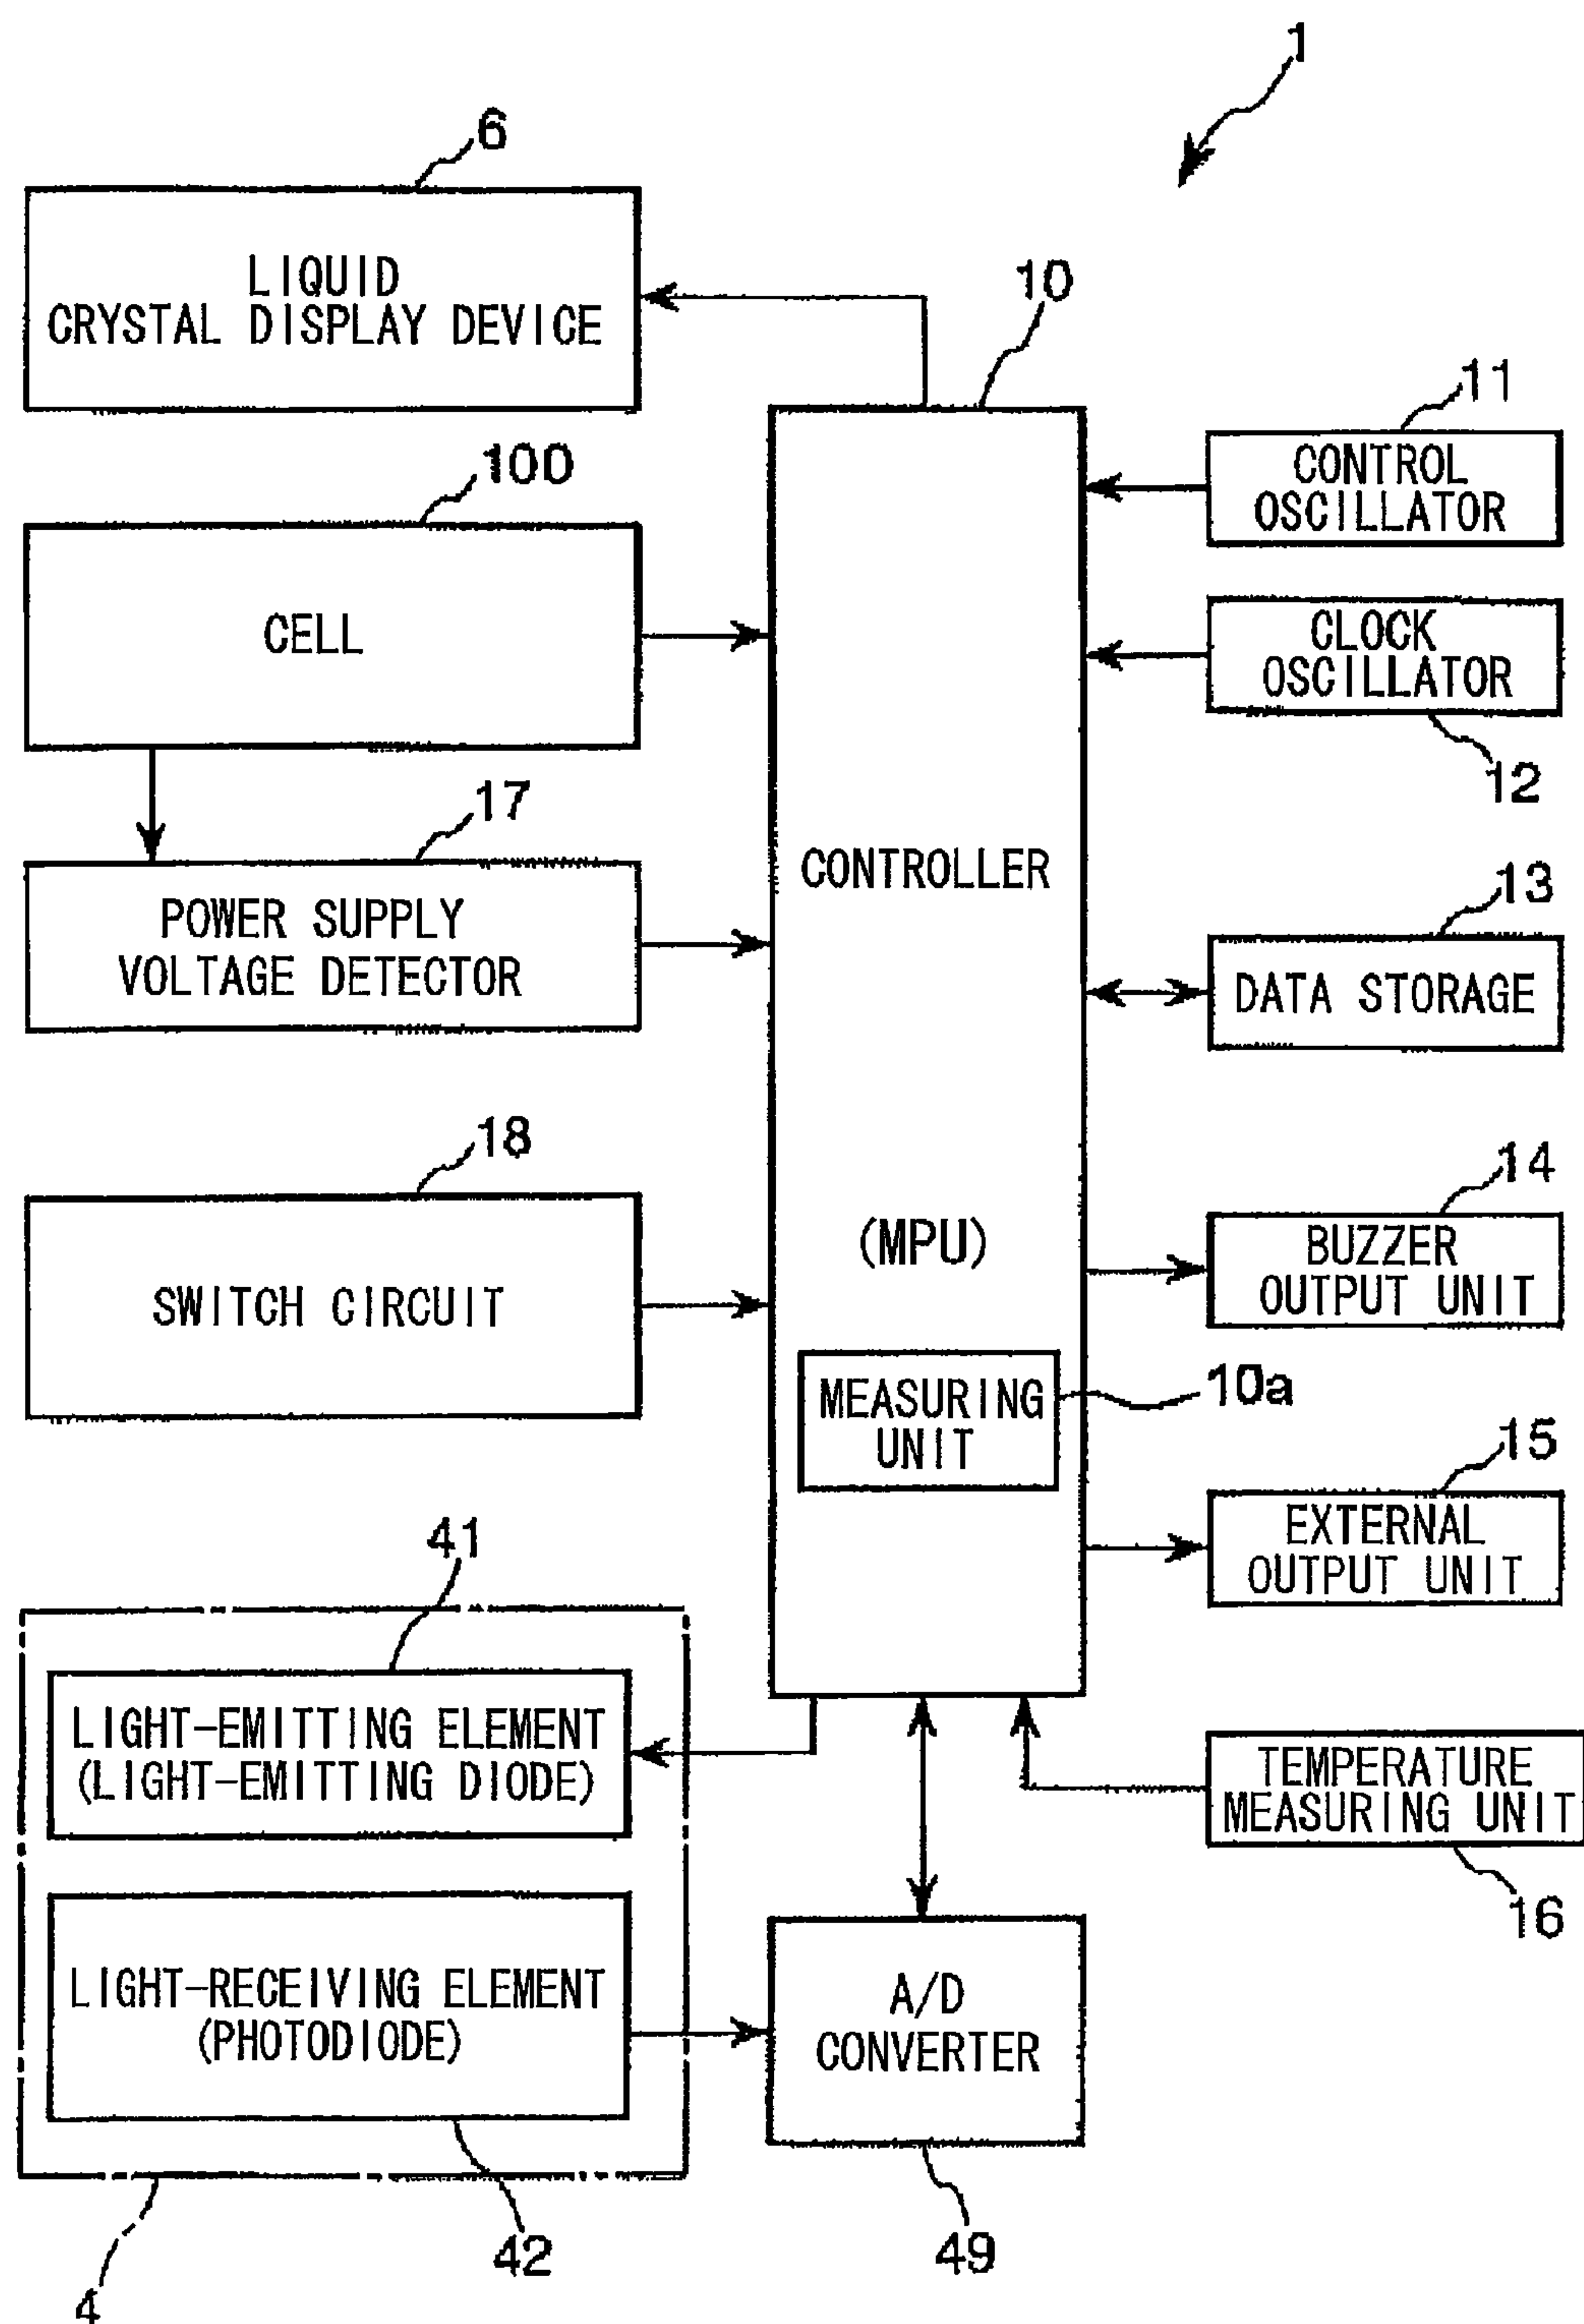 1
6
LIQUID
CRYSTAL DISPLAY DEVICE
10
11
CONTROL
OSCILLATOR
100
CELL
CLOCK
OSCILLATOR
12
17
POWER SUPPLY
VOLTAGE DETECTOR
CONTROLLER
13
DATA STORAGE
18
SWITCH CIRCUIT
(MPU)
14
BUZZER
OUTPUT UNIT
MEASURING
UNIT
10a
15
EXTERNAL
OUTPUT UNIT
41
LIGHT-EMITTING ELEMENT
(LIGHT-EMITTING DIODE)
TEMPERATURE
MEASURING UNIT
16
LIGHT-RECEIVING ELEMENT
(PHOTODIODE)
A/D
CONVERTER
42
49
4